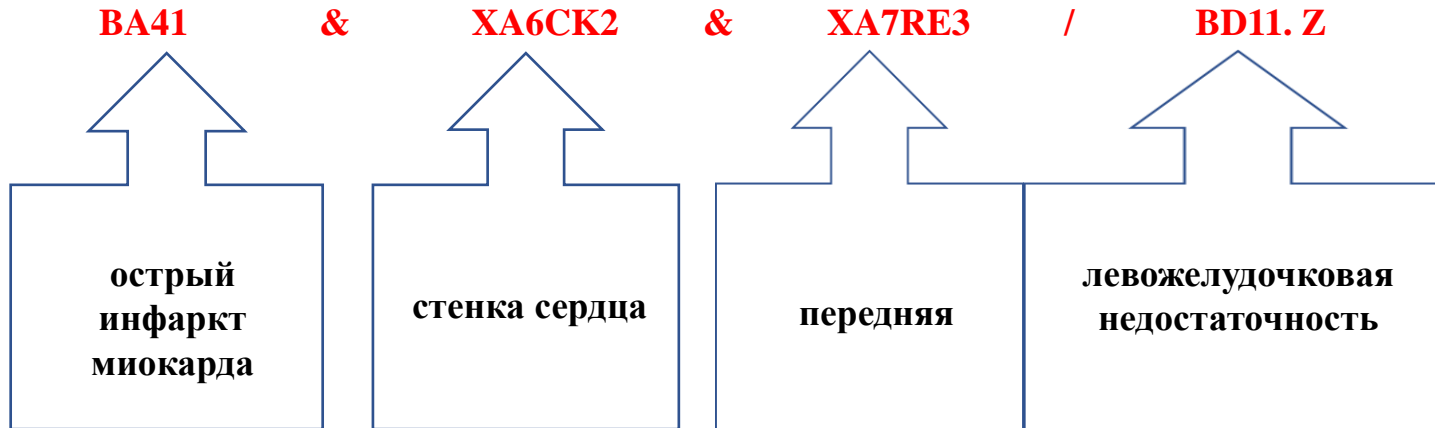 BA41 & XA6CK2 & XA7RE3 / BD11. Z
острый
инфаркт
миокарда
стенка сердца
передняя
левожелудочковая
недостаточность